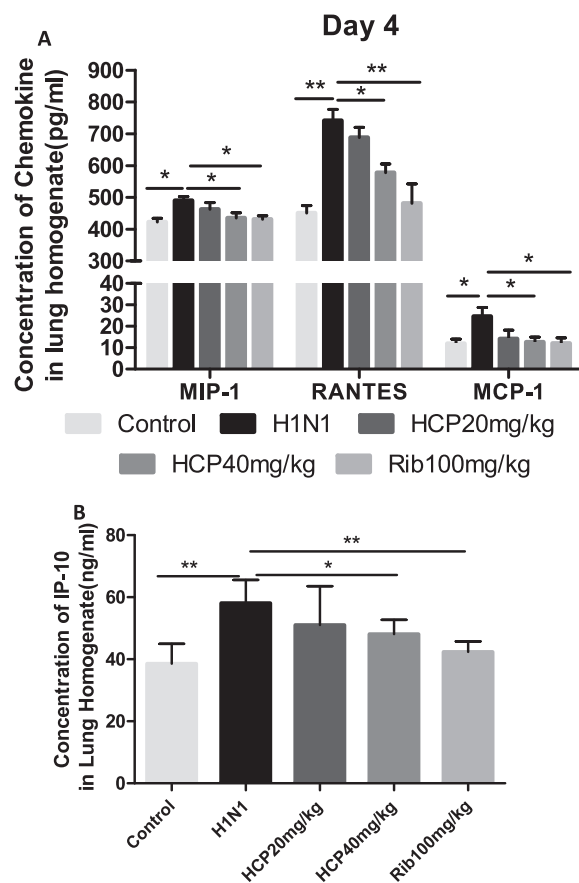 Day 4
A
Concentration of Chemokine
in lung homogenate(pg/ml)
900
800
700
600
500
400
300
40
30
20
10
0
*
*
*
**
*
**
*
*
*
MIP-1 RANTES MCP-1
Control H1N1 HCP20mg/kg
HCP40mg/kg Rib100mg/kg
B
Concentration of IP-10
in Lung Homogenate(ng/ml)
80
60
40
20
0
**
*
**
Control
H1N1
HCP20mg/kg
HCP40mg/kg
Rib100mg/kg